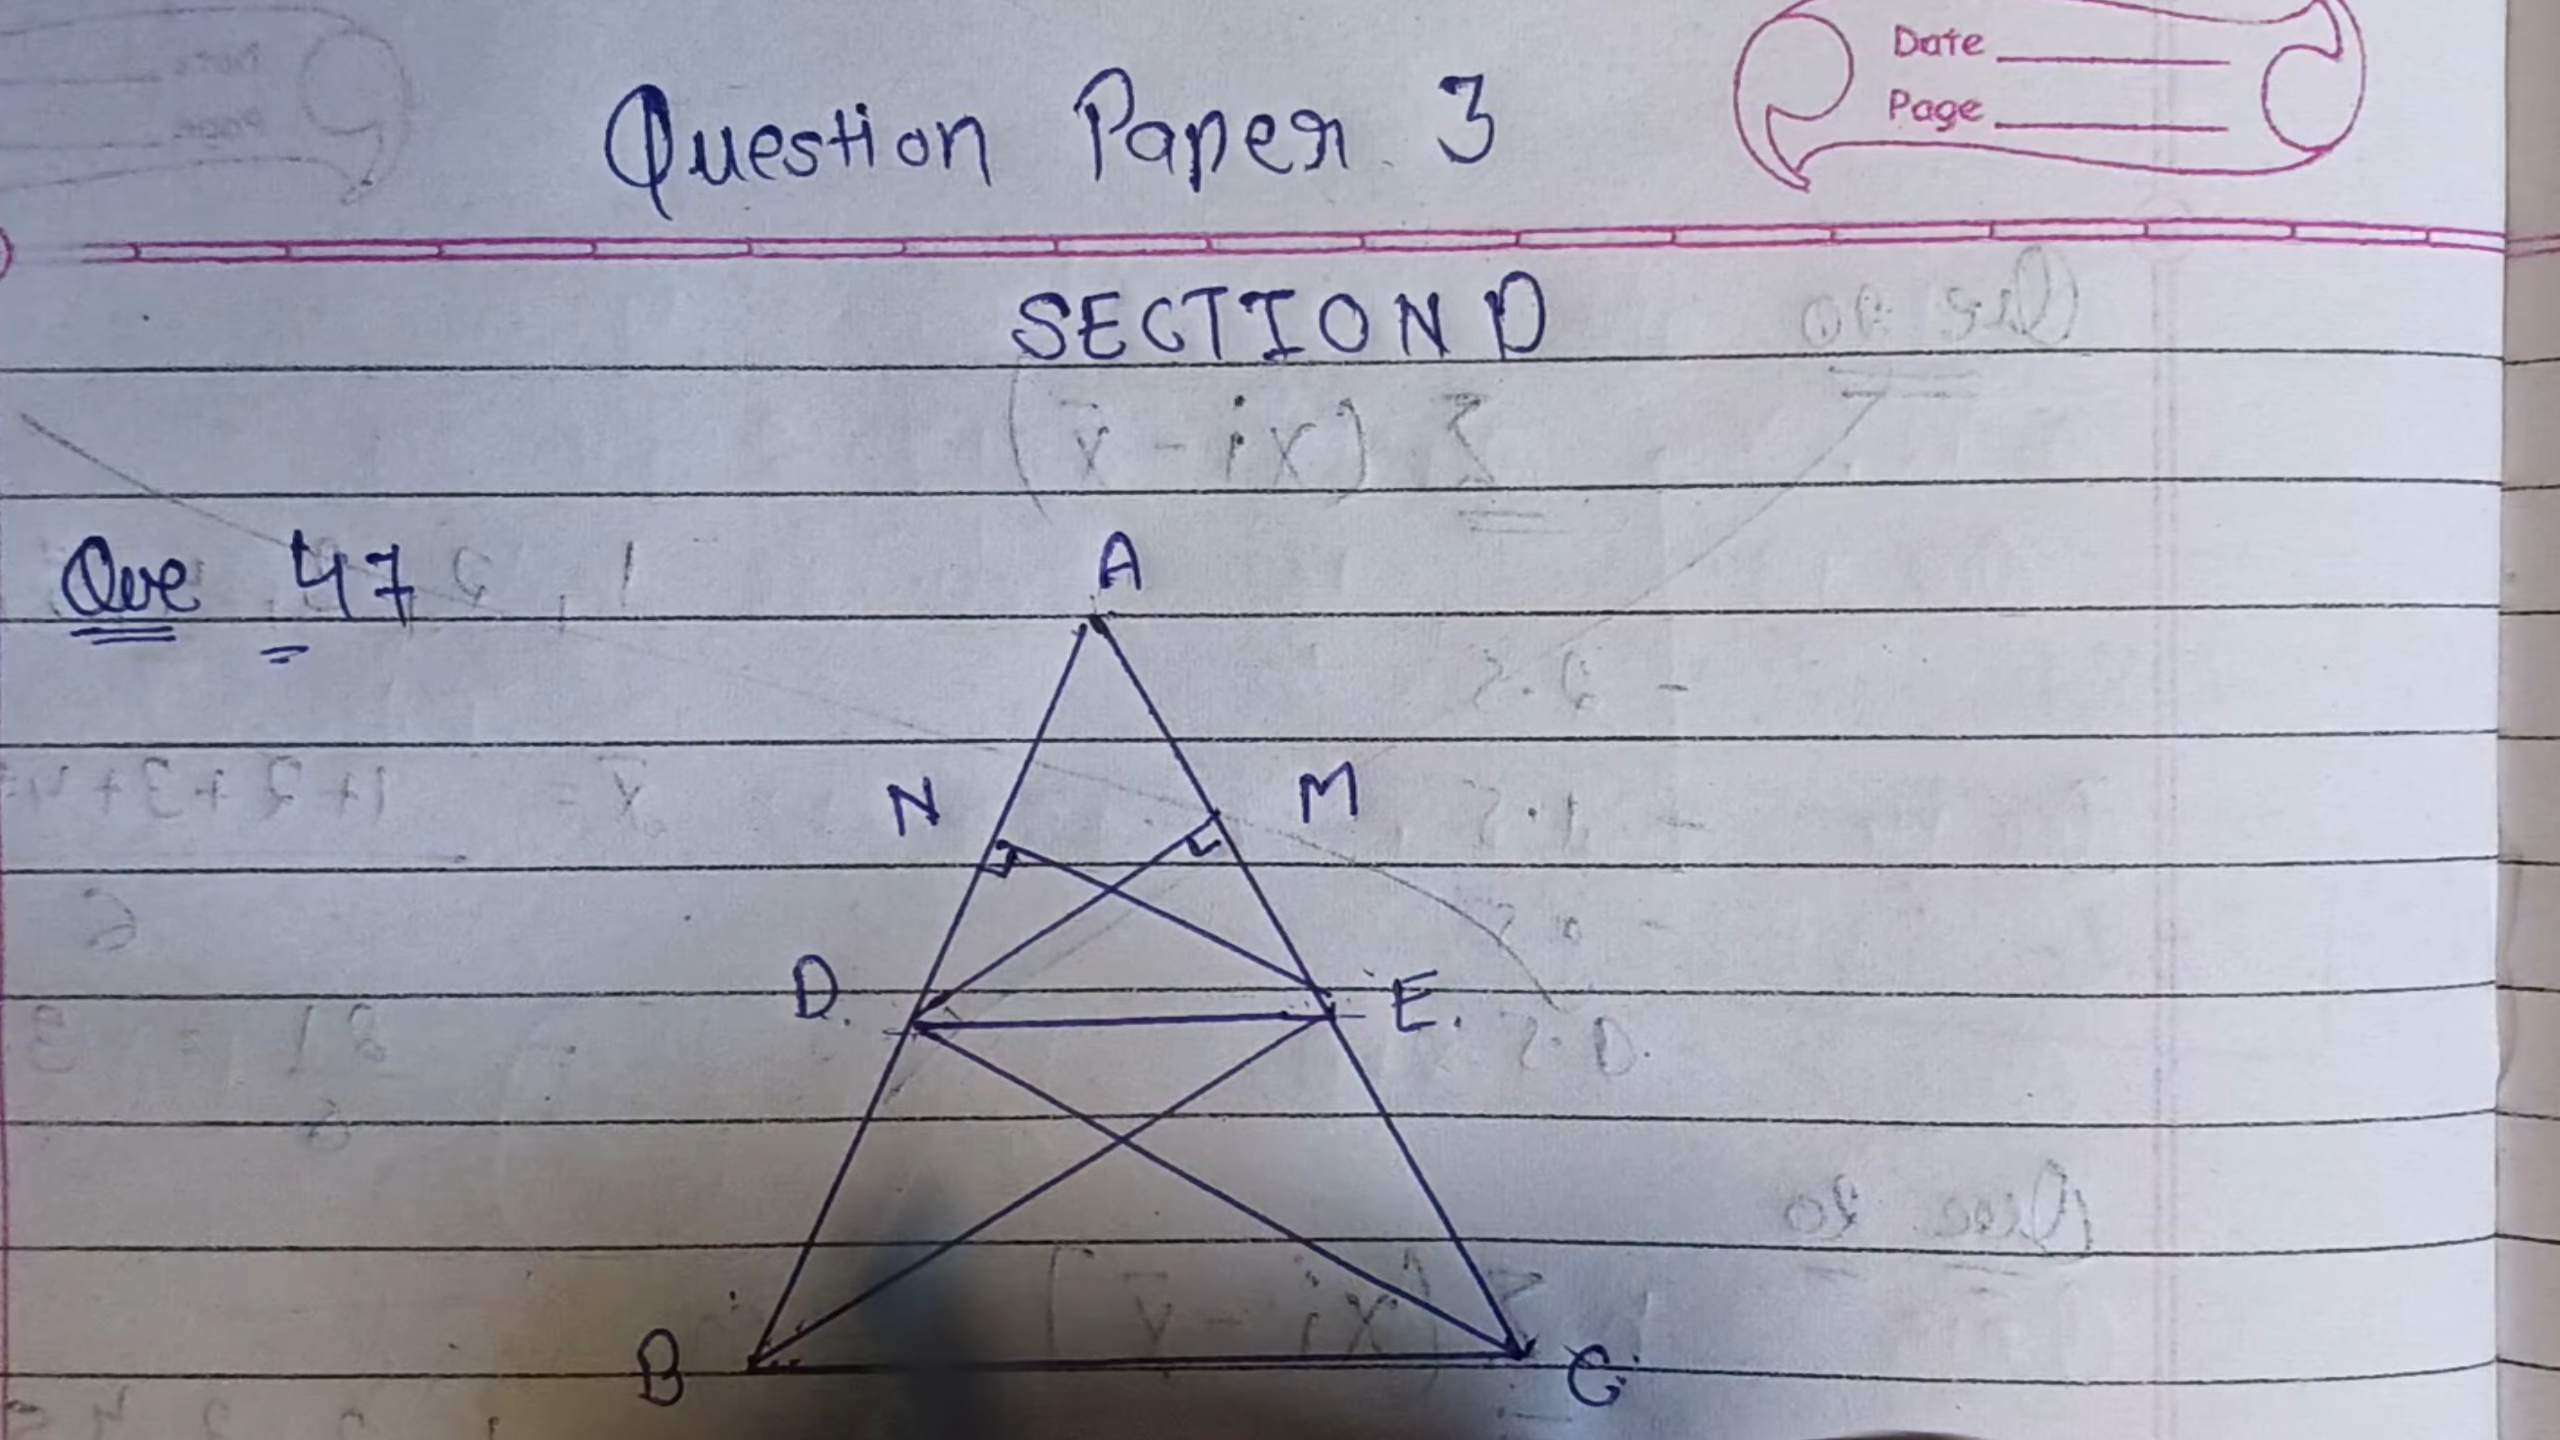 Date
Page
Question Paper 3
SECTION D
Que 47
A
N M
D. E.
B C.